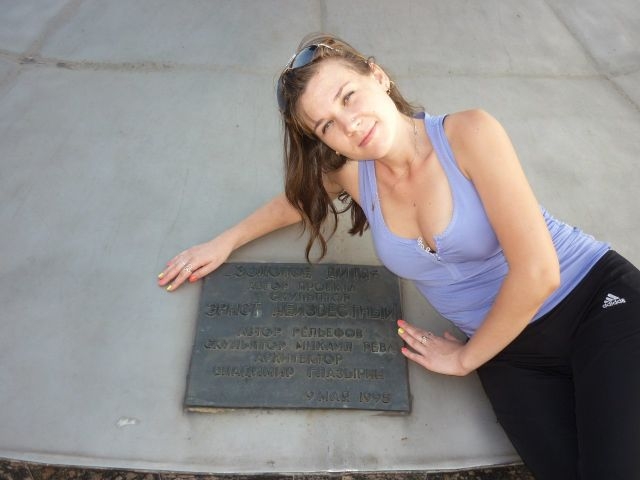 „ЗОЛОТОЕ ДИТЯ"
АВТОР ПРОЕКТА
СКУЛЬПТОР
ЭРНСТ НЕИЗВЕСТНЫЙ
АВТОР РЕЛЬЕФОВ
СКУЛЬПТОР МИХАИЛ РЕВА
АРХИТЕКТОР
ВЛАДИМИР ГЛАЗЫРИН
9 МАЯ 1995
adidas